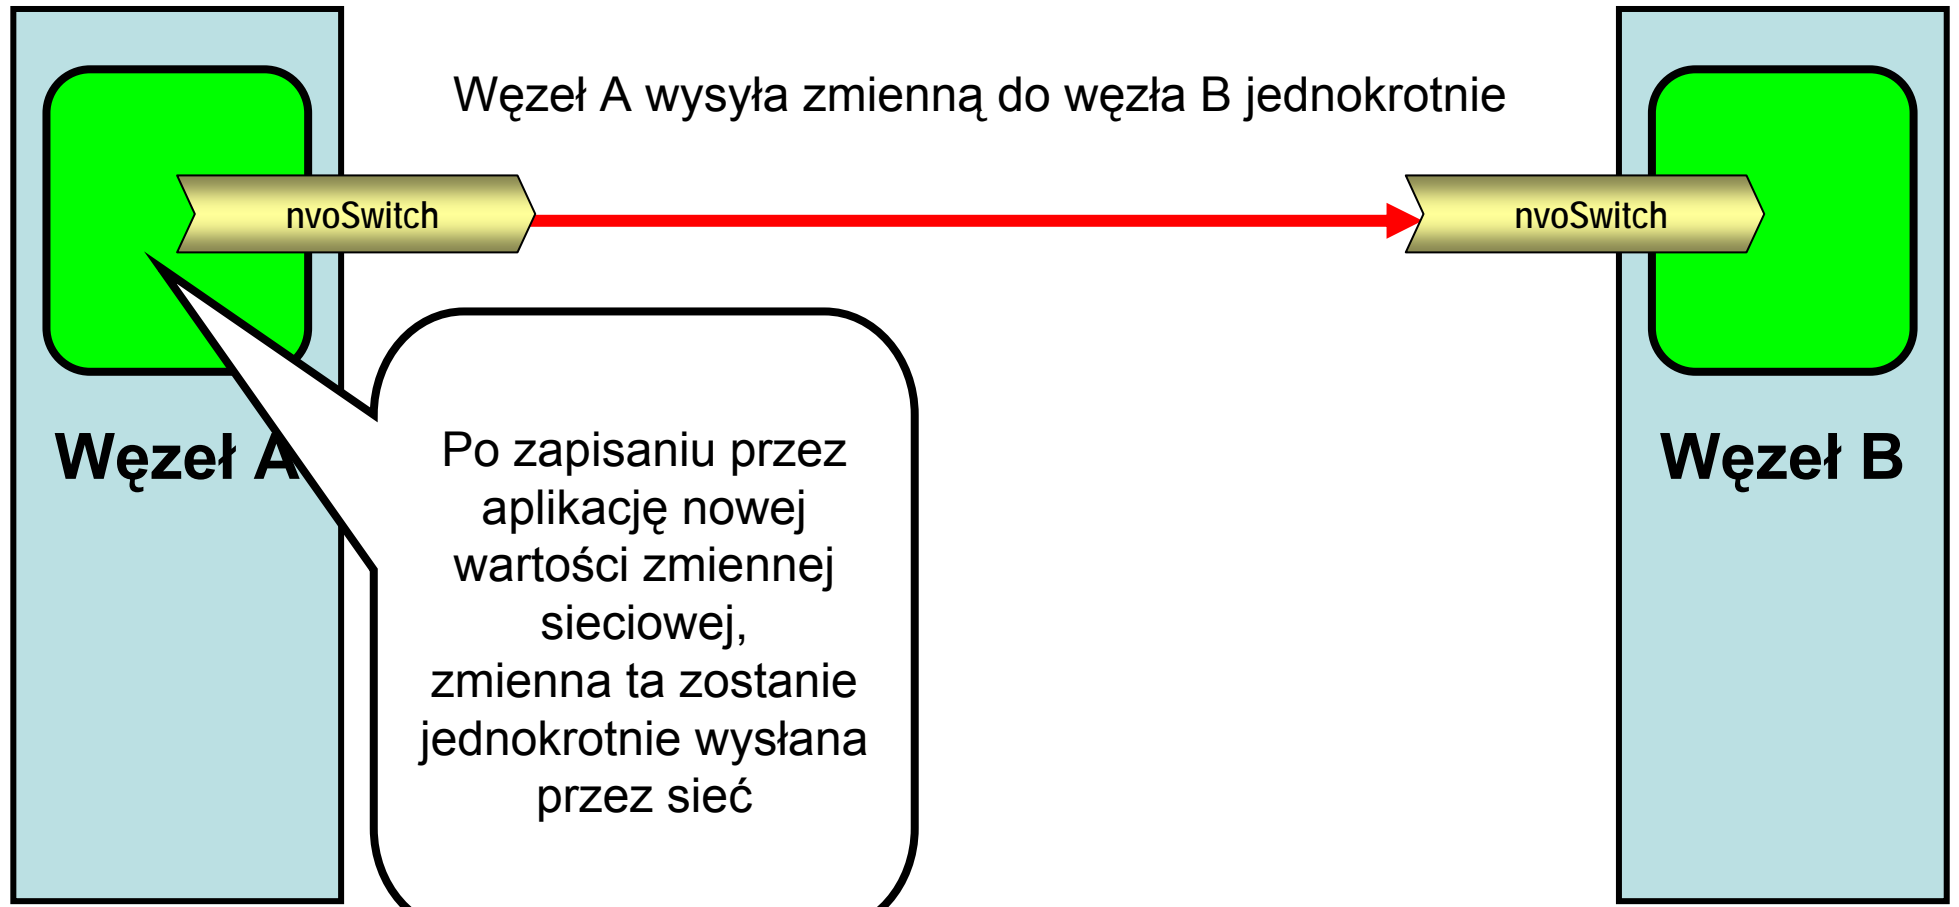 Węzeł A wysyła zmienną do węzła B jednokrotnie
nvoSwitch
nvoSwitch
Węzeł A
Węzeł B
Po zapisaniu przez
aplikację nowej
wartości zmiennej
sieciowej,
zmienna ta zostanie
jednokrotnie wysłana
przez sieć